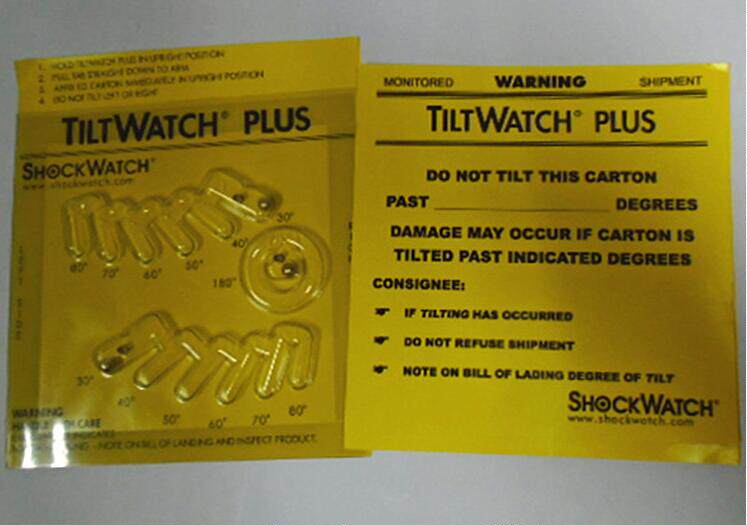 1. HOLD TILTWATCH PLUS IN UPRIGHT POSITION
2. PULL TAB STRAIGHT DOWN TO ARM
3. AFFIX TO CARTON IMMEDIATELY IN UPRIGHT POSITION
4. DO NOT TILT LEFT OR RIGHT
TILTWATCH® PLUS
SHOCKWATCH®
www.shockwatch.com
30°
40°
50°
60°
70°
80°
180°
30°
40°
50°
60°
70°
80°
WARNING
HANDLE WITH CARE
NOTE ON BILL OF LANDING AND INSPECT PRODUCT.
MONITORED WARNING SHIPMENT
TILTWATCH® PLUS
DO NOT TILT THIS CARTON
PAST _______________ DEGREES
DAMAGE MAY OCCUR IF CARTON IS
TILTED PAST INDICATED DEGREES
CONSIGNEE:
☛ IF TILTING HAS OCCURRED
☛ DO NOT REFUSE SHIPMENT
☛ NOTE ON BILL OF LADING DEGREE OF TILT
SHOCKWATCH®
www.shockwatch.com